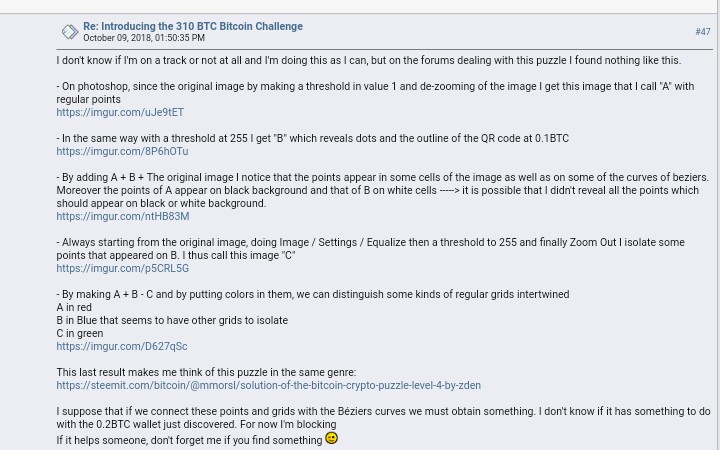 Re: Introducing the 310 BTC Bitcoin Challenge
October 09, 2018, 01:50:35 PM
#47
I don't know if I'm on a track or not at all and I'm doing this as I can, but on the forums dealing with this puzzle I found nothing like this.
- On photoshop, since the original image by making a threshold in value 1 and de-zooming of the image I get this image that I call "A" with
regular points
https://imgur.com/uJe9tET
- In the same way with a threshold at 255 I get "B" which reveals dots and the outline of the QR code at 0.1BTC
https://imgur.com/8P6hOTu
- By adding A + B + The original image I notice that the points appear in some cells of the image as well as on some of the curves of beziers.
Moreover the points of A appear on black background and that of B on white cells -----> it is possible that I didn't reveal all the points which
should appear on black or white background.
https://imgur.com/ntHB83M
- Always starting from the original image, doing Image / Settings / Equalize then a threshold to 255 and finally Zoom Out I isolate some
points that appeared on B. I thus call this image "C"
https://imgur.com/p5CRL5G
- By making A + B - C and by putting colors in them, we can distinguish some kinds of regular grids intertwined
A in red
B in Blue that seems to have other grids to isolate
C in green
https://imgur.com/D627qSc
This last result makes me think of this puzzle in the same genre:
https://steemit.com/bitcoin/@mmorsl/solution-of-the-bitcoin-crypto-puzzle-level-4-by-zden
I suppose that if we connect these points and grids with the Béziers curves we must obtain something. I don't know if it has something to do
with the 0.2BTC wallet just discovered. For now I'm blocking
If it helps someone, don't forget me if you find something